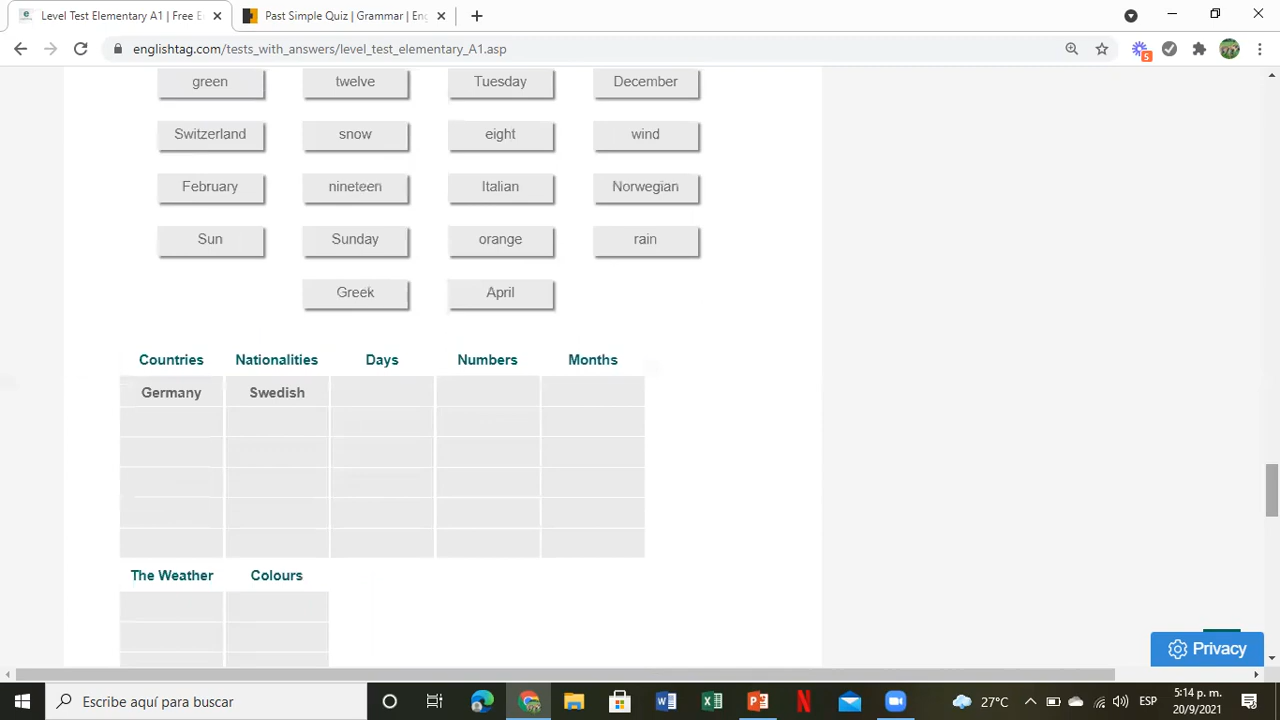 Level Test Elementary A1 | Free E
Past Simple Quiz | Grammar | Eng
englishtag.com/tests_with_answers/level_test_elementary_A1.asp
5
green twelve Tuesday December
Switzerland snow eight wind
February nineteen Italian Norwegian
Sun Sunday orange rain
Greek April
Countries Nationalities Days Numbers Months
Germany Swedish
The Weather Colours
Privacy
Escribe aquí para buscar
27°C
ESP
5:14 p. m.
20/9/2021